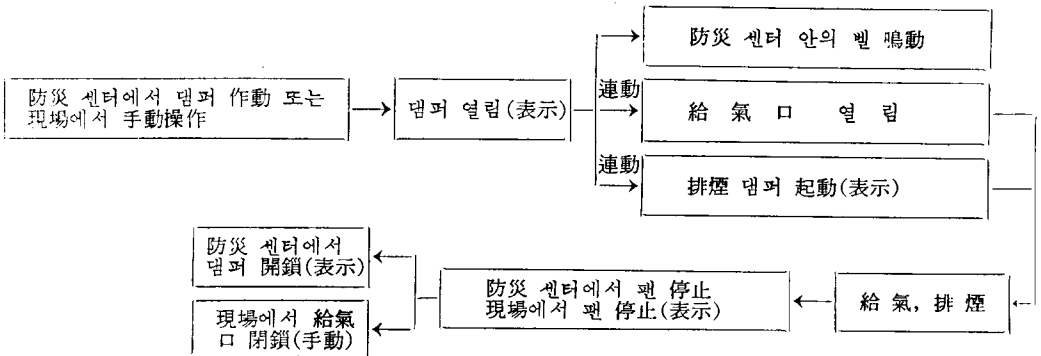 防災 센터 안의 벨 鳴動
防災 센터에서 댐퍼 作動 또는
現場에서 手動操作
댐퍼 열림(表示)
連動
給氣口 열림
連動
排煙 댐퍼 起動(表示)
防災 센터에서
댐퍼 開鎖(表示)
防災 센터에서 팬 停止
現場에서 팬 停止(表示)
給氣, 排煙
現場에서 給氣
口 閉鎖(手動)